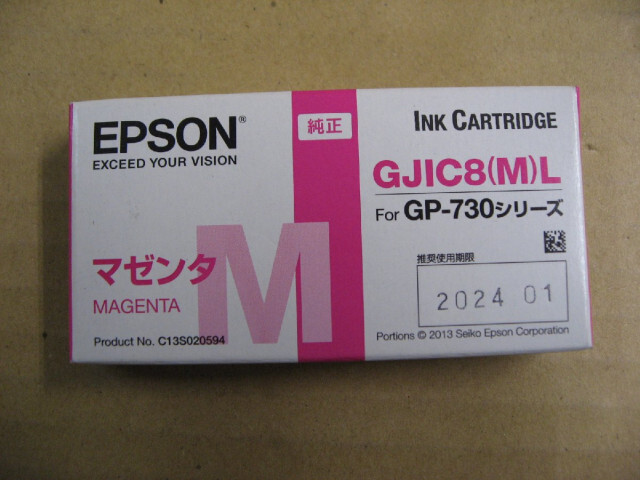 EPSON®
EXCEED YOUR VISION
純正
INK CARTRIDGE
GJIC8(M)L
For GP-730シリーズ
マゼンタ
MAGENTA
M
Product No. C13S020594
推奨使用期限
2024 01
Portions © 2013 Seiko Epson Corporation